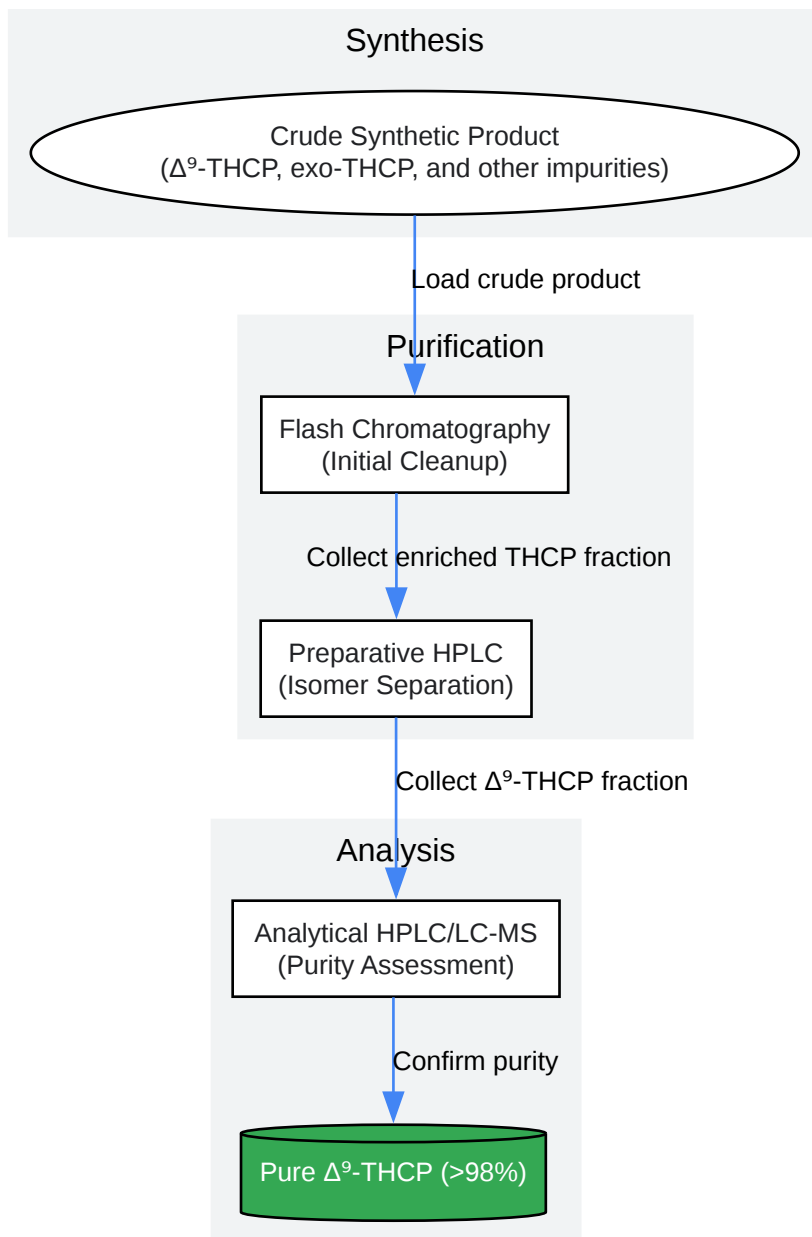 Synthesis
Crude Synthetic Product
(Δ⁹-THCP, exo-THCP, and other impurities)
Load crude product
Purification
Flash Chromatography
(Initial Cleanup)
Collect enriched THCP fraction
Preparative HPLC
(Isomer Separation)
Collect Δ⁹-THCP fraction
Analysis
Analytical HPLC/LC-MS
(Purity Assessment)
Confirm purity
Pure Δ⁹-THCP (>98%)